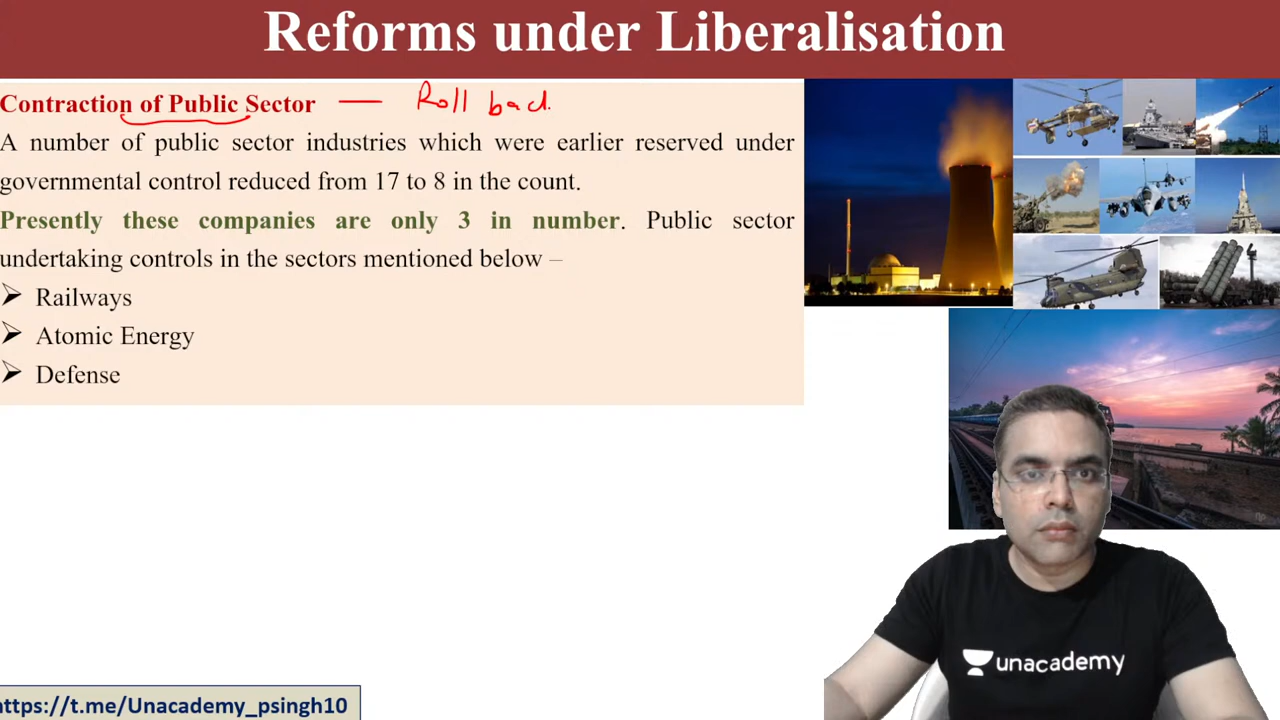 Reforms under Liberalisation
Contraction of Public Sector — Roll back.
A number of public sector industries which were earlier reserved under
governmental control reduced from 17 to 8 in the count.
Presently these companies are only 3 in number. Public sector
undertaking controls in the sectors mentioned below –
➢ Railways
➢ Atomic Energy
➢ Defense
unacademy
https://t.me/Unacademy_psingh10